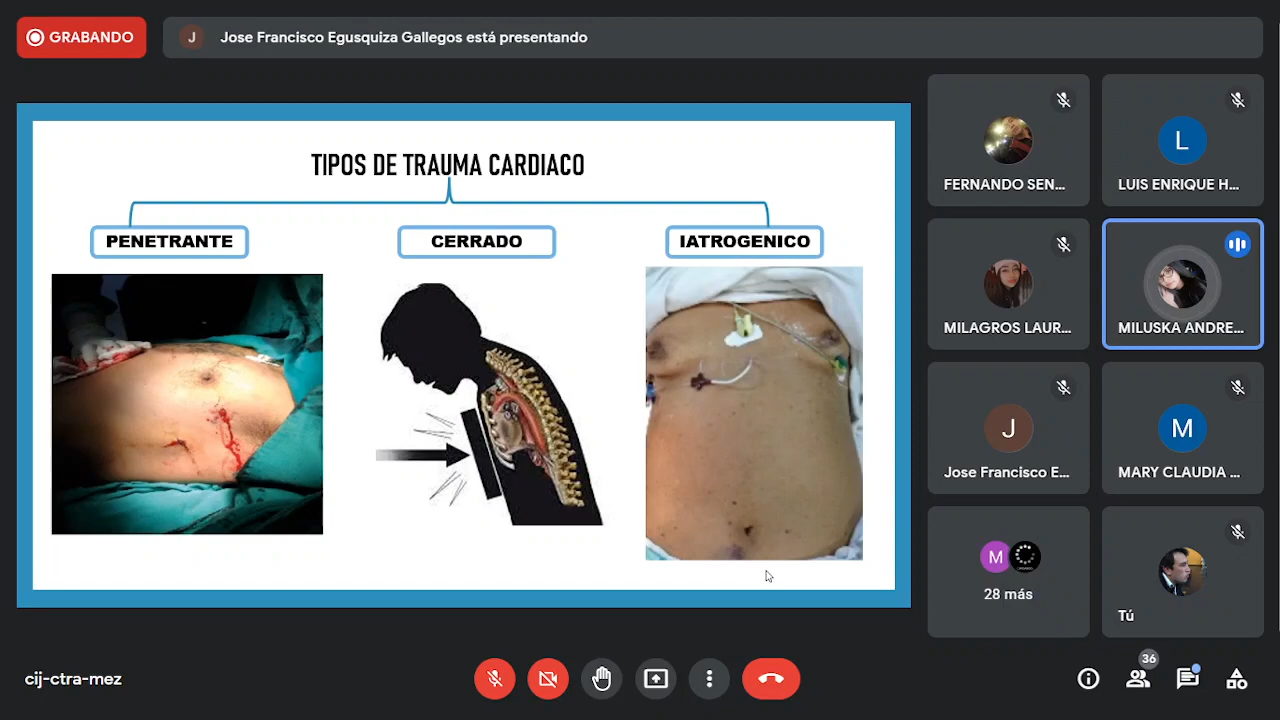 GRABANDO
J
Jose Francisco Egusquiza Gallegos está presentando
TIPOS DE TRAUMA CARDIACO
PENETRANTE
CERRADO
IATROGENICO
FERNANDO SEN...
L
LUIS ENRIQUE H...
MILAGROS LAUR...
MILUSKA ANDRE...
J
Jose Francisco E...
M
MARY CLAUDIA ...
M
28 más
Tú
cij-ctra-mez
36